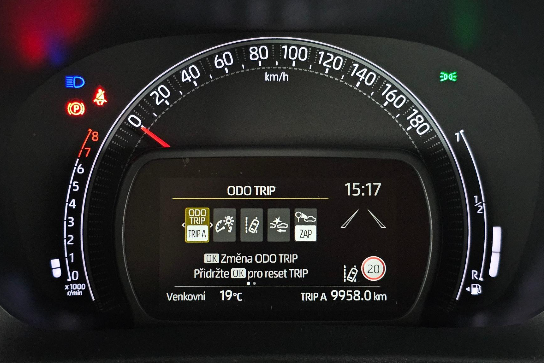 0 20 40 60 80 100 120 140 160 180
km/h
(P)
8
7
6
5
4
3
2
1
0
x1000
r/min
1
1/2
R
ODO TRIP
15:17
ODO
TRIP
TRIP A
ZAP
OK Změna ODO TRIP
Přidržte OK pro reset TRIP
20
Venkovní 19°C TRIP A 9958.0 km